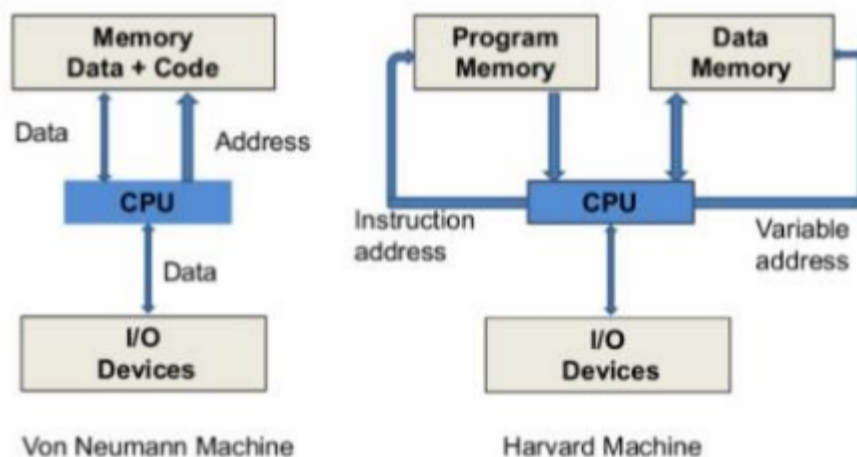 Memory
Data + Code
Data
Address
CPU
Data
I/O
Devices
Von Neumann Machine
Program
Memory
Data
Memory
CPU
Instruction
address
Variable
address
I/O
Devices
Harvard Machine